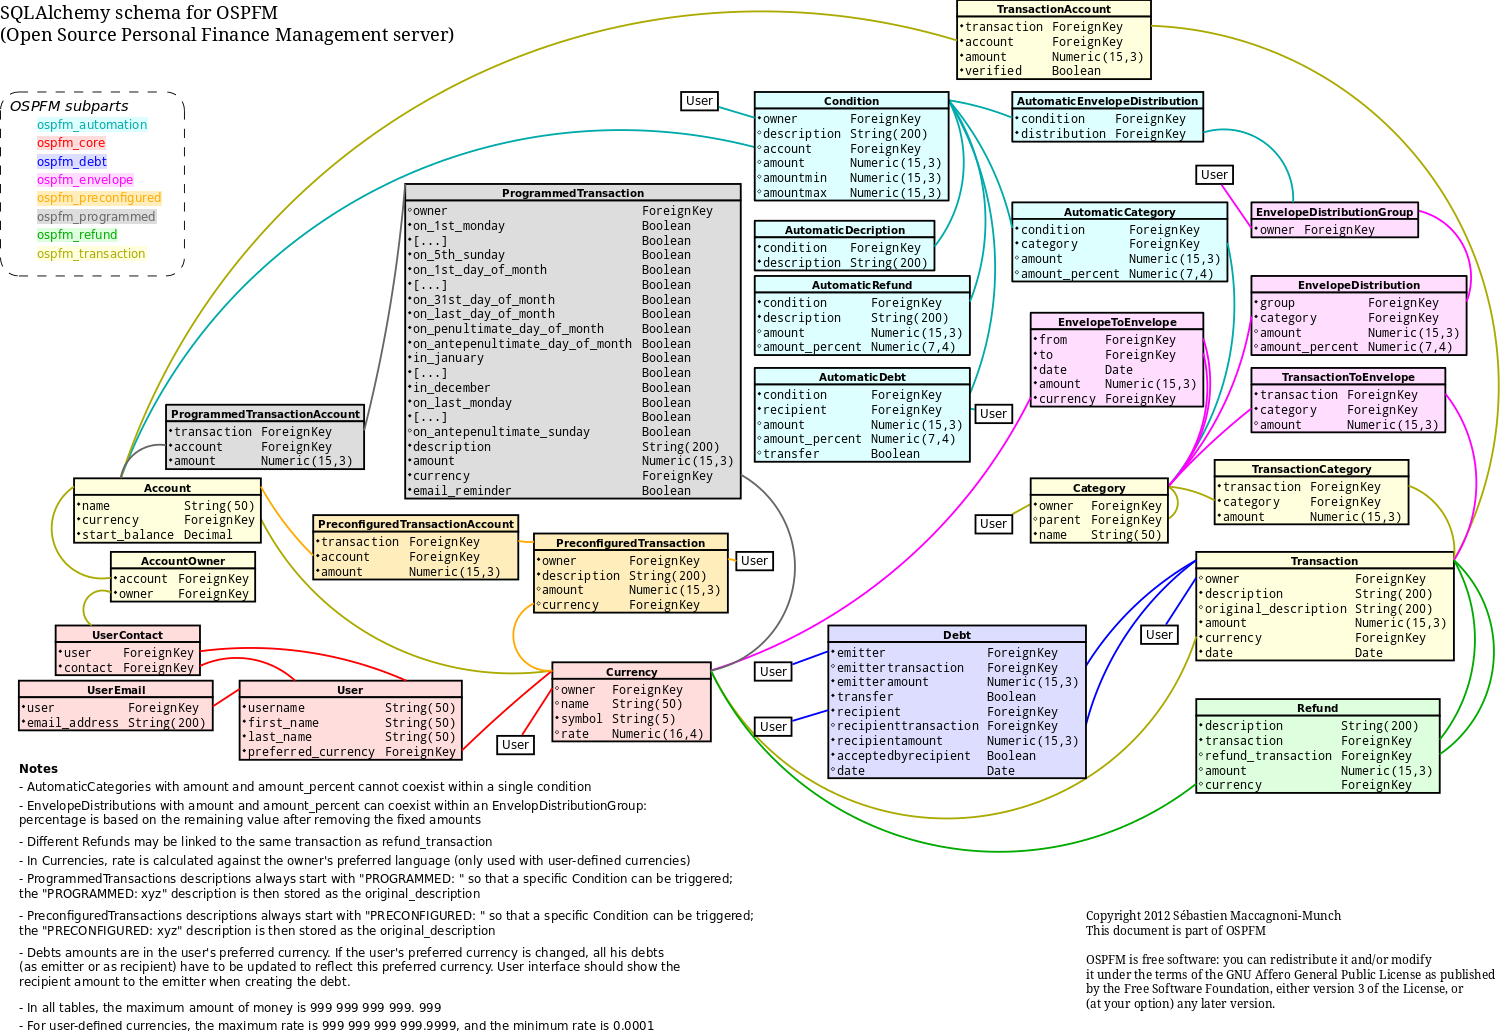 SQLAlchemy schema for OSPFM
(Open Source Personal Finance Management server)
OSPFM subparts
ospfm_automation
ospfm_core
ospfm_debt
ospfm_envelope
ospfm_preconfigured
ospfm_programmed
ospfm_refund
ospfm_transaction
TransactionAccount
transaction ForeignKey
account ForeignKey
amount Numeric(15,3)
verified Boolean
User
Condition
owner ForeignKey
description String(200)
account ForeignKey
amount Numeric(15,3)
amountmin Numeric(15,3)
amountmax Numeric(15,3)
AutomaticEnvelopeDistribution
condition ForeignKey
distribution ForeignKey
User
EnvelopeDistributionGroup
owner ForeignKey
ProgrammedTransaction
owner ForeignKey
on_1st_monday Boolean
[...] Boolean
on_5th_sunday Boolean
on_1st_day_of_month Boolean
[...] Boolean
on_31st_day_of_month Boolean
on_last_day_of_month Boolean
on_penultimate_day_of_month Boolean
on_antepenultimate_day_of_month Boolean
in_january Boolean
[...] Boolean
in_december Boolean
on_last_monday Boolean
[...] Boolean
on_antepenultimate_sunday Boolean
description String(200)
amount Numeric(15,3)
currency ForeignKey
email_reminder Boolean
AutomaticDecription
condition ForeignKey
description String(200)
AutomaticCategory
condition ForeignKey
category ForeignKey
amount Numeric(15,3)
amount_percent Numeric(7,4)
AutomaticRefund
condition ForeignKey
description String(200)
amount Numeric(15,3)
amount_percent Numeric(7,4)
EnvelopeDistribution
group ForeignKey
category ForeignKey
amount Numeric(15,3)
amount_percent Numeric(7,4)
EnvelopeToEnvelope
from ForeignKey
to ForeignKey
date Date
amount Numeric(15,3)
currency ForeignKey
AutomaticDebt
condition ForeignKey
recipient ForeignKey
amount Numeric(15,3)
amount_percent Numeric(7,4)
transfer Boolean
User
TransactionToEnvelope
transaction ForeignKey
category ForeignKey
amount Numeric(15,3)
ProgrammedTransactionAccount
transaction ForeignKey
account ForeignKey
amount Numeric(15,3)
Account
name String(50)
currency ForeignKey
start_balance Decimal
Category
owner ForeignKey
parent ForeignKey
name String(50)
User
TransactionCategory
transaction ForeignKey
category ForeignKey
amount Numeric(15,3)
PreconfiguredTransactionAccount
transaction ForeignKey
account ForeignKey
amount Numeric(15,3)
PreconfiguredTransaction
owner ForeignKey
description String(200)
amount Numeric(15,3)
currency ForeignKey
User
AccountOwner
account ForeignKey
owner ForeignKey
Transaction
owner ForeignKey
description String(200)
original_description String(200)
amount Numeric(15,3)
currency ForeignKey
date Date
User
UserContact
user ForeignKey
contact ForeignKey
UserEmail
user ForeignKey
email_address String(200)
User
username String(50)
first_name String(50)
last_name String(50)
preferred_currency ForeignKey
Currency
owner ForeignKey
name String(50)
symbol String(5)
rate Numeric(16,4)
User
User
User
Debt
emitter ForeignKey
emittertransaction ForeignKey
emitteramount Numeric(15,3)
transfer Boolean
recipient ForeignKey
recipienttransaction ForeignKey
recipientamount Numeric(15,3)
acceptedbyrecipient Boolean
date Date
Refund
description String(200)
transaction ForeignKey
refund_transaction ForeignKey
amount Numeric(15,3)
currency ForeignKey
Notes
- AutomaticCategories with amount and amount_percent cannot coexist within a single condition
- EnvelopeDistributions with amount and amount_percent can coexist within an EnvelopDistributionGroup:
percentage is based on the remaining value after removing the fixed amounts
- Different Refunds may be linked to the same transaction as refund_transaction
- In Currencies, rate is calculated against the owner's preferred language (only used with user-defined currencies)
- ProgrammedTransactions descriptions always start with "PROGRAMMED: " so that a specific Condition can be triggered;
the "PROGRAMMED: xyz" description is then stored as the original_description
- PreconfiguredTransactions descriptions always start with "PRECONFIGURED: " so that a specific Condition can be triggered;
the "PRECONFIGURED: xyz" description is then stored as the original_description
- Debts amounts are in the user's preferred currency. If the user's preferred currency is changed, all his debts
(as emitter or as recipient) have to be updated to reflect this preferred currency. User interface should show the
recipient amount to the emitter when creating the debt.
- In all tables, the maximum amount of money is 999 999 999 999. 999
- For user-defined currencies, the maximum rate is 999 999 999 999.9999, and the minimum rate is 0.0001
Copyright 2012 Sébastien Maccagnoni-Munch
This document is part of OSPFM
OSPFM is free software: you can redistribute it and/or modify
it under the terms of the GNU Affero General Public License as published
by the Free Software Foundation, either version 3 of the License, or
(at your option) any later version.